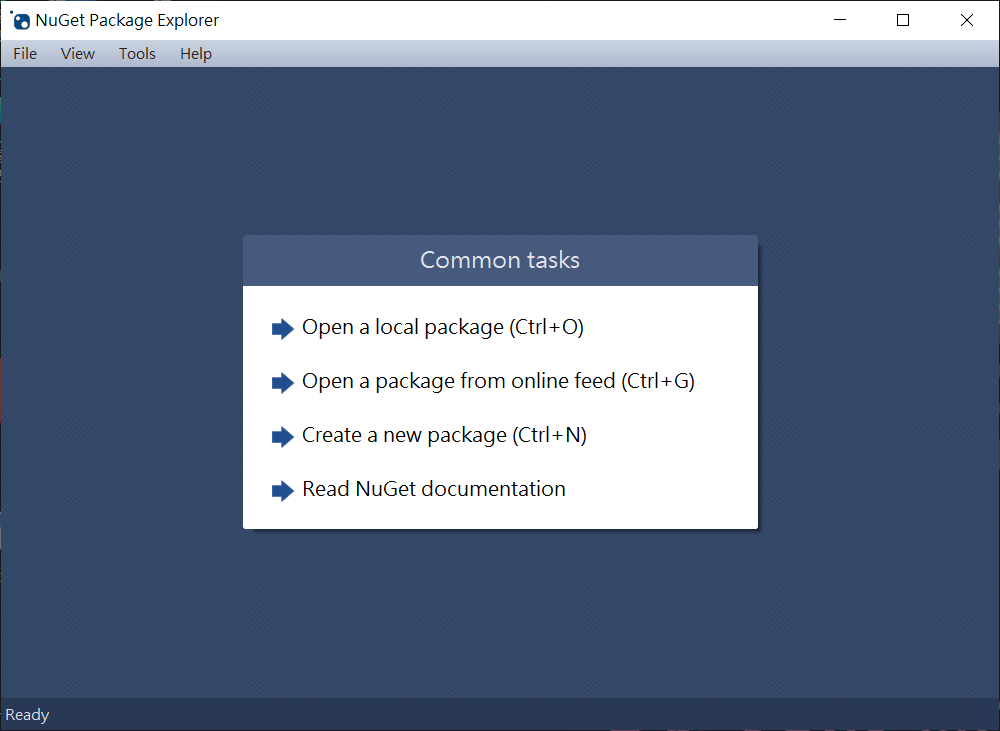 NuGet Package Explorer
File View Tools Help
Common tasks
Open a local package (Ctrl+O)
Open a package from online feed (Ctrl+G)
Create a new package (Ctrl+N)
Read NuGet documentation
Ready